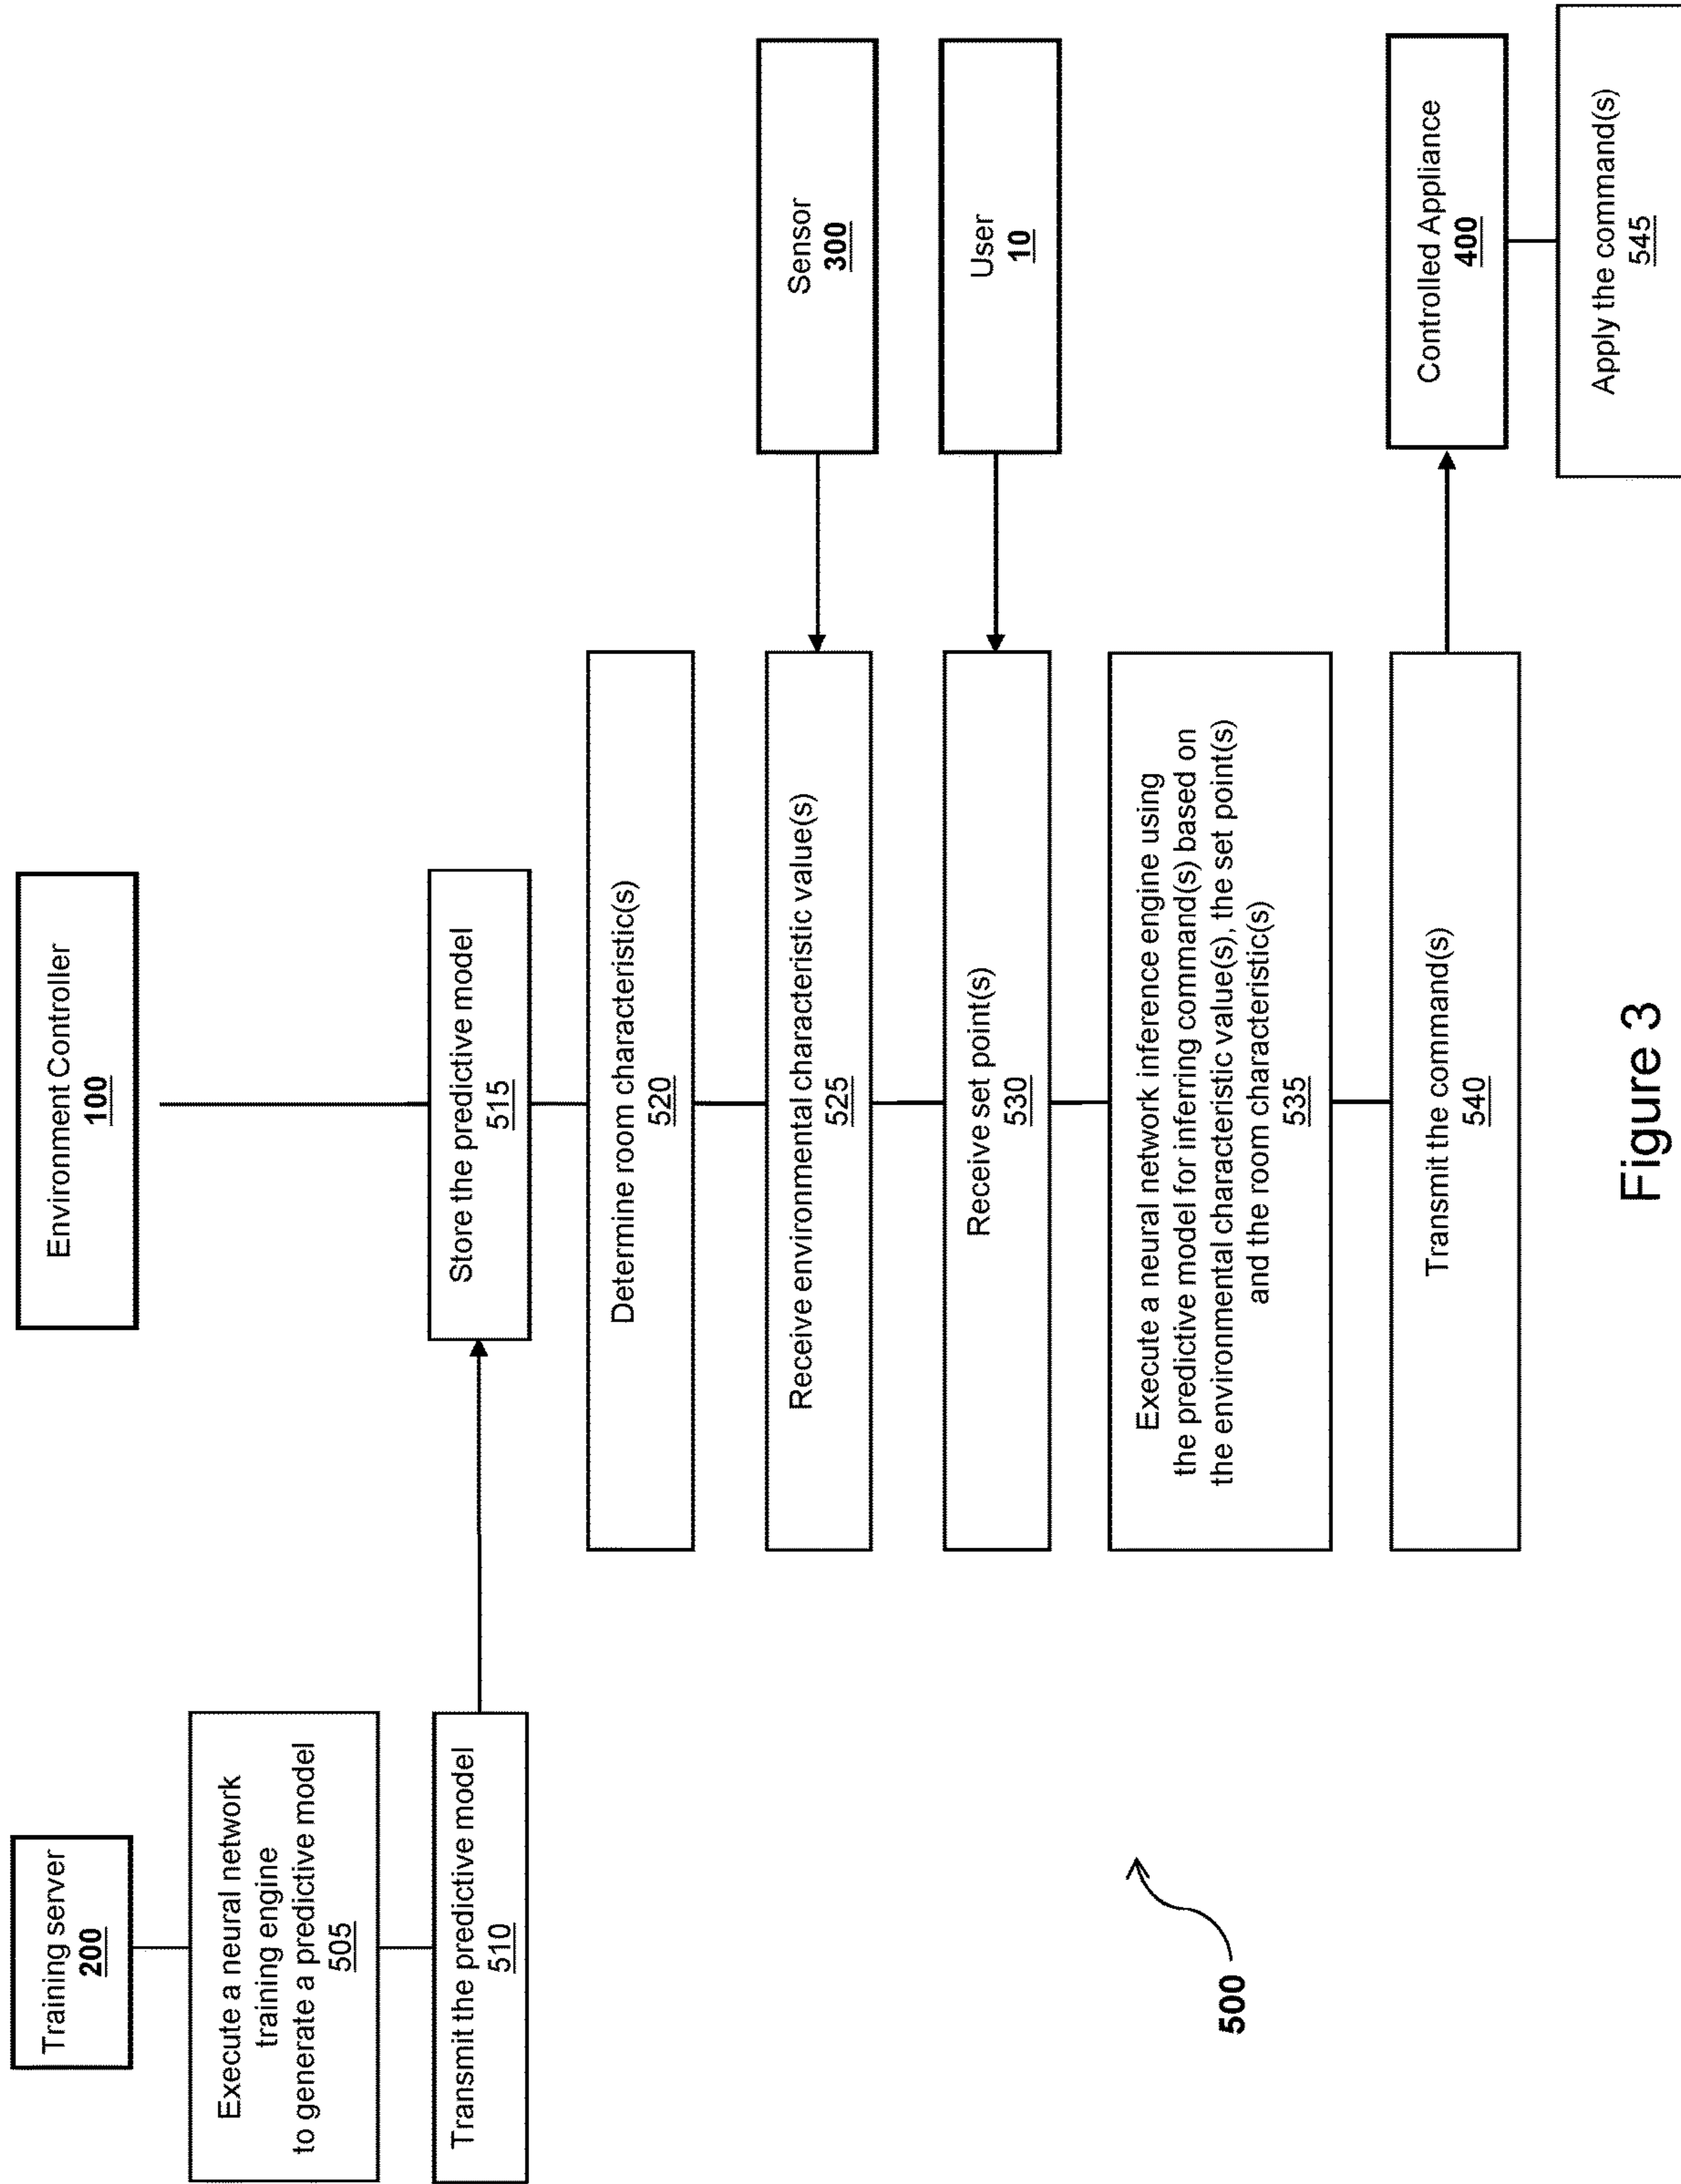 Training server
200
Execute a neural network
training engine
to generate a predictive model
505
Transmit the predictive model
510
Environment Controller
100
Store the predictive model
515
Determine room characteristic(s)
520
Receive environmental characteristic value(s)
525
Receive set point(s)
530
Execute a neural network inference engine using
the predictive model for inferring command(s) based on
the environmental characteristic value(s), the set point(s)
and the room characteristic(s)
535
Transmit the command(s)
540
Sensor
300
User
10
Controlled Appliance
400
Apply the command(s)
545
500
Figure 3